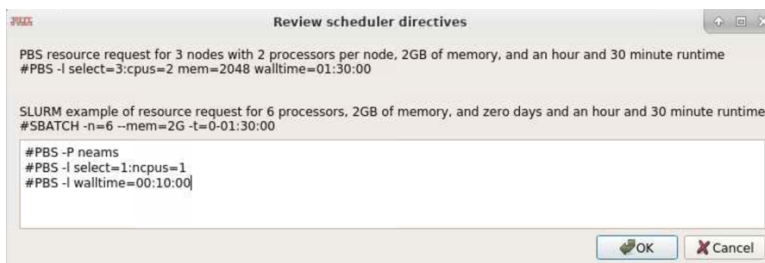 Review scheduler directives
PBS resource request for 3 nodes with 2 processors per node, 2GB of memory, and an hour and 30 minute runtime
#PBS -l select=3:cpus=2 mem=2048 walltime=01:30:00
SLURM example of resource request for 6 processors, 2GB of memory, and zero days and an hour and 30 minute runtime
#SBATCH -n=6 --mem=2G -t=0-01:30:00
#PBS -P neams
#PBS -l select=1:ncpus=1
#PBS -l walltime=00:10:00
OK
Cancel